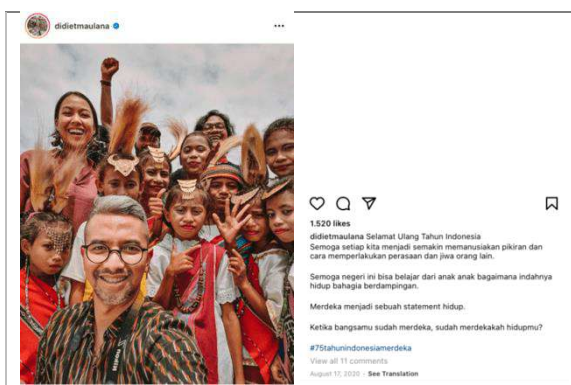 didietmaulana
1.520 likes
didietmaulana Selamat Ulang Tahun Indonesia
Semoga setiap kita menjadi semakin memanusiakan pikiran dan
cara memperlakukan perasaan dan jiwa orang lain.
Semoga negeri ini bisa belajar dari anak anak bagaimana indahnya
hidup bahagia berdampingan.
Merdeka menjadi sebuah statement hidup.
Ketika bangsamu sudah merdeka, sudah merdekakah hidupmu?
#75tahunindonesiamerdeka
View all 11 comments
August 17, 2020 · See Translation